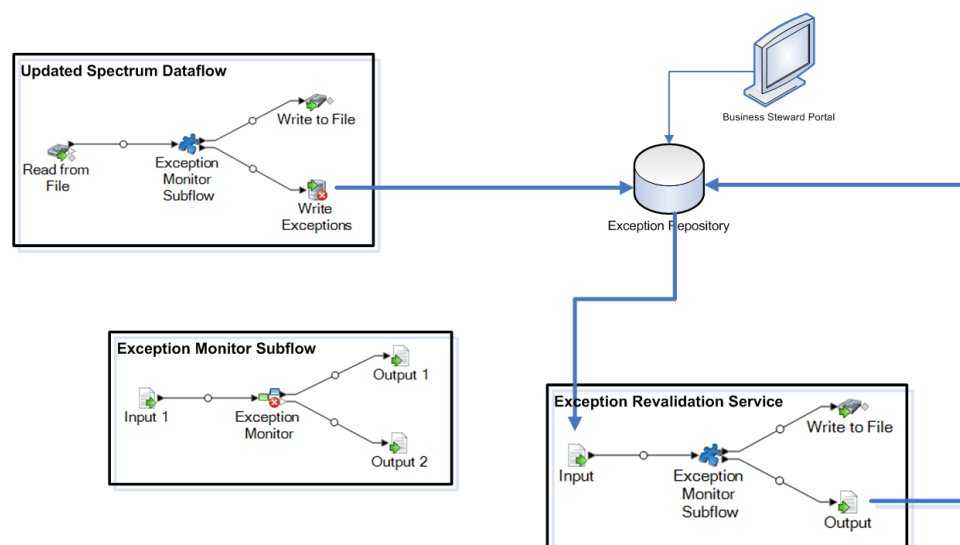 Updated Spectrum Dataflow
Write to File
Read from
File
Exception
Monitor
Subflow
Write
Exceptions
Business Steward Portal
Exception Repository
Exception Monitor Subflow
Input 1
Exception
Monitor
Output 1
Output 2
Exception Revalidation Service
Write to File
Input
Exception
Monitor
Subflow
Output